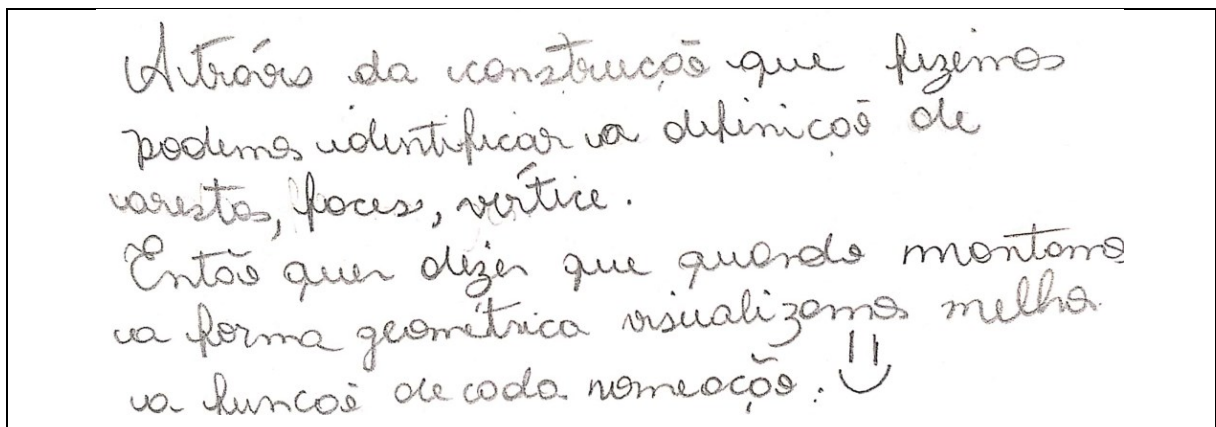 Através da construção que fizemos
podemos identificar a definição de
arestas, faces, vértice.
Então quer dizer que quando montamos
a forma geométrica visualizamos melhor
a função de cada nomeação.